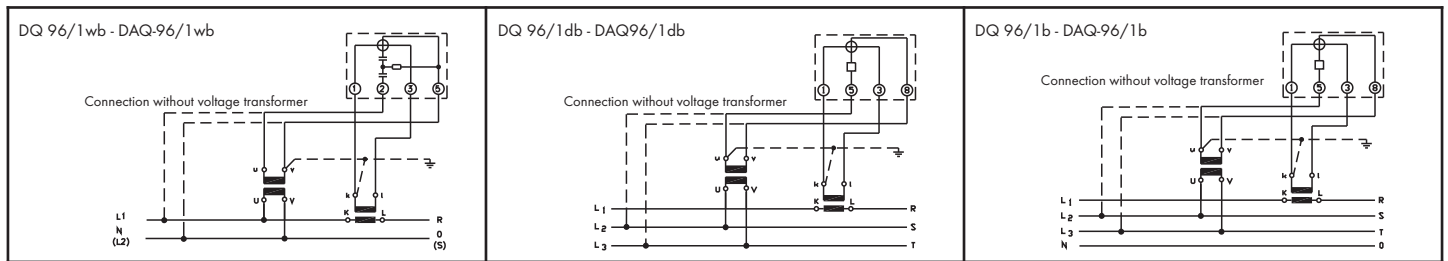 DQ 96/1wb - DAQ-96/1wb
1 2 3 5
Connection without voltage transformer
u v
k l
U V
K L
L1 R
N O
(L2) (S)
DQ 96/1db - DAQ96/1db
1 5 3 8
Connection without voltage transformer
u v
k l
U V
K L
L1 R
L2 S
L3 T
DQ 96/1b - DAQ-96/1b
1 5 3 8
Connection without voltage transformer
u v
k l
U V
K L
L1 R
L2 S
L3 T
N O